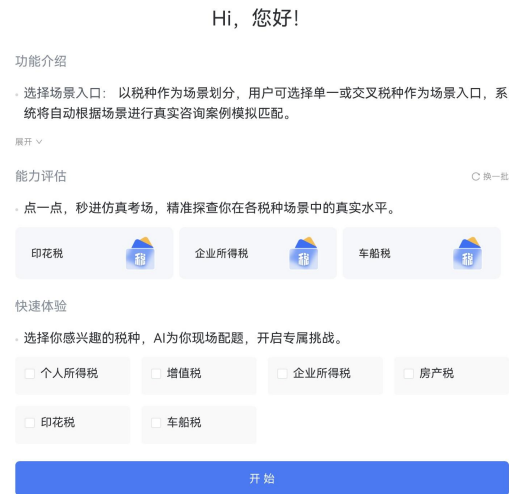 Hi，您好！
功能介绍
选择场景入口： 以税种作为场景划分，用户可选择单一或交叉税种作为场景入口，系
统将自动根据场景进行真实咨询案例模拟匹配。
展开
能力评估
换一批
点一点，秒进仿真考场，精准探查你在各税种场景中的真实水平。
印花税
税
企业所得税
税
车船税
税
快速体验
选择你感兴趣的税种，AI为你现场配题，开启专属挑战。
个人所得税
增值税
企业所得税
房产税
印花税
车船税
开 始